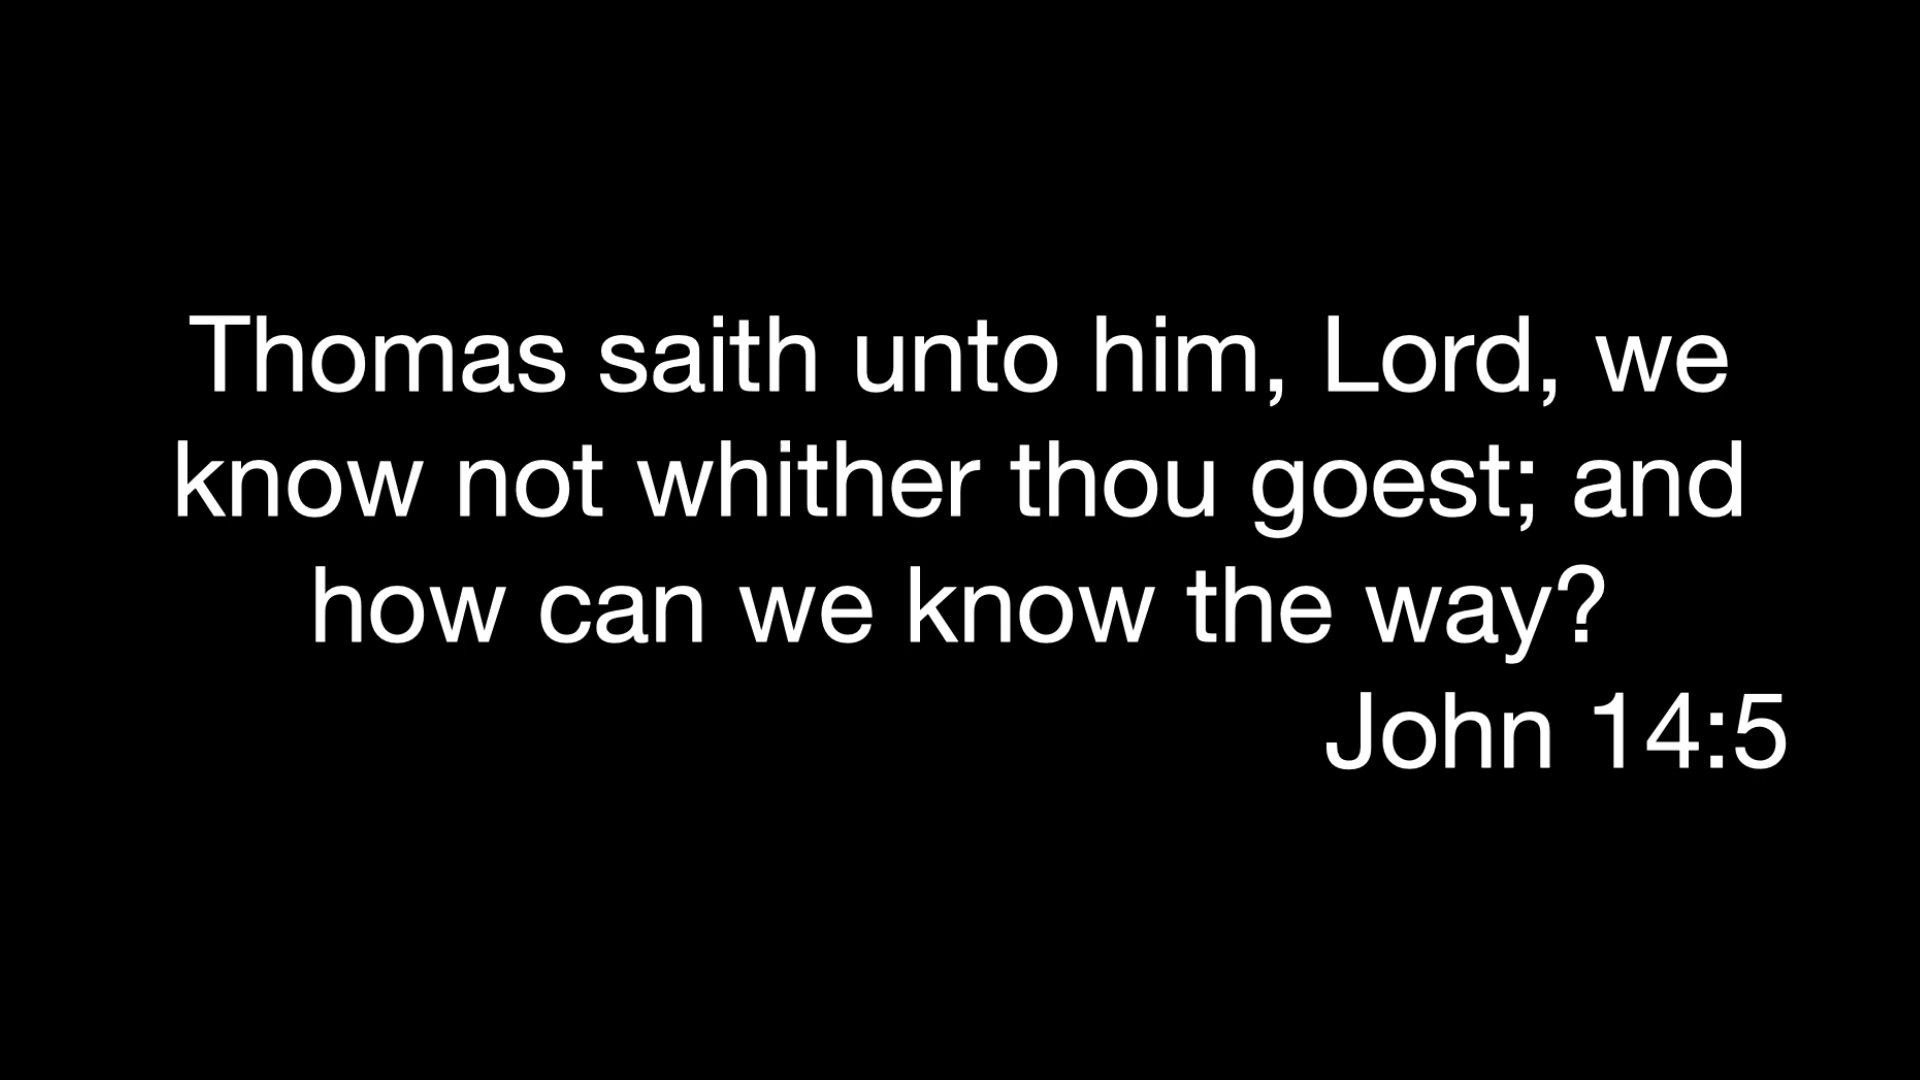 Thomas saith unto him, Lord, we
know not whither thou goest; and
how can we know the way?
John 14:5